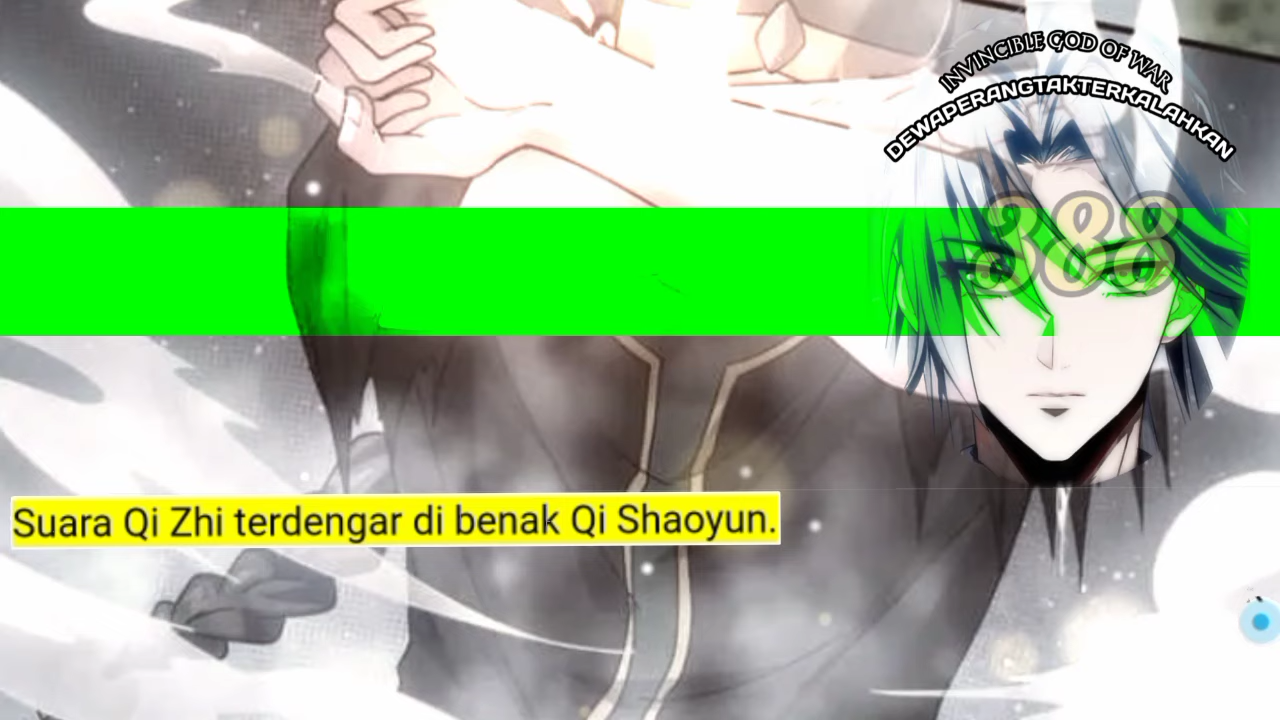 INVINCIBLE GOD OF WAR
DEWAPERANGTAKTERKALAHKAN
388
Suara Qi Zhi terdengar di benak Qi Shaoyun.